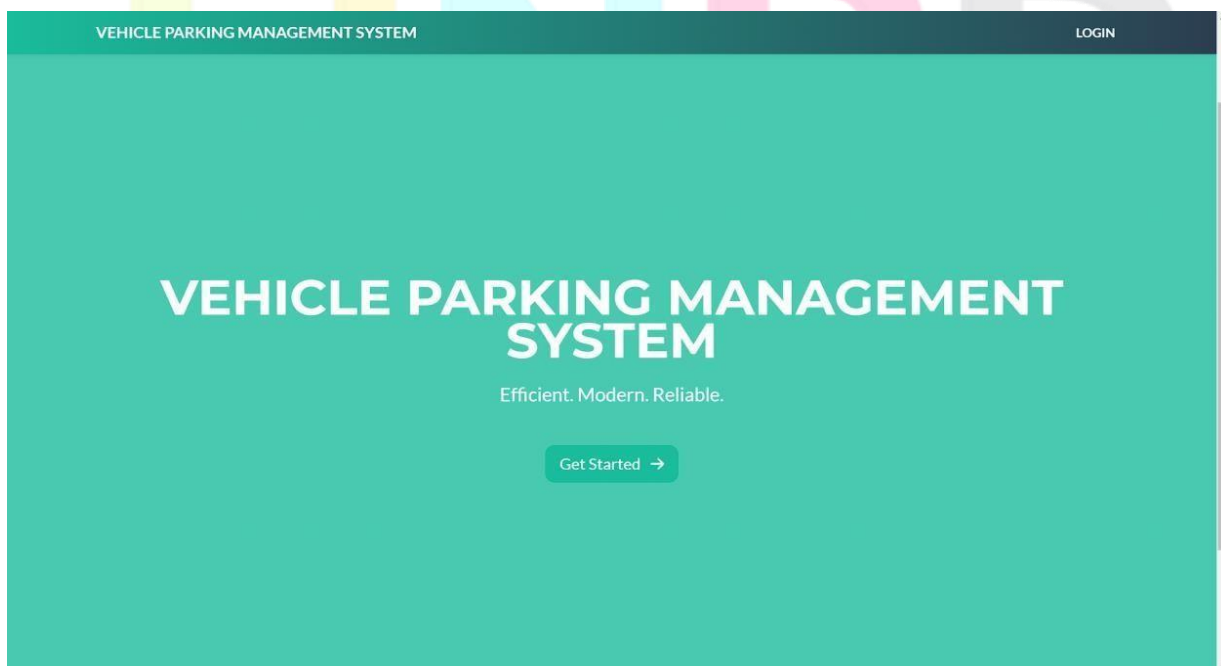 VEHICLE PARKING MANAGEMENT SYSTEM
LOGIN
VEHICLE PARKING MANAGEMENT
SYSTEM
Efficient. Modern. Reliable.
Get Started →